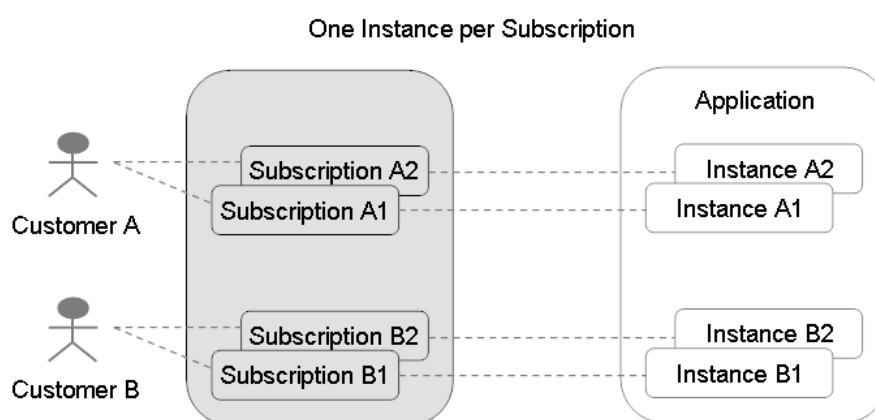 One Instance per Subscription
Application
Subscription A2
Instance A2
Subscription A1
Instance A1
Customer A
Subscription B2
Instance B2
Subscription B1
Instance B1
Customer B